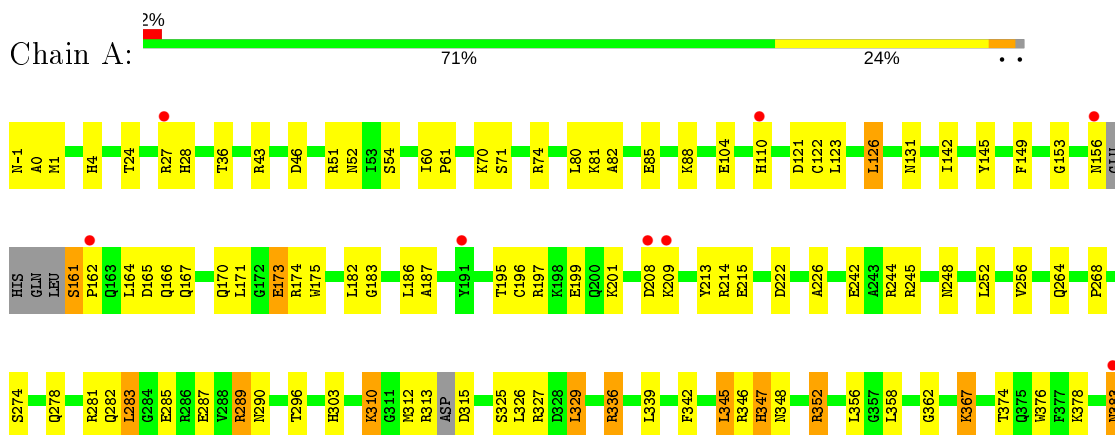 2%
Chain A:
71%
24%
N-1 A0 M1 H4 T24 R27 H28 T36 R43 D46 R51 N52 I53 S54 I60 P61 K70 S71 R74 L80 K81 A82 E85 K88 E104 H110 D121 C122 L123 L126 N131 I142 Y145 F149 G153 N156 GLU
HIS GLN LEU S161 P162 Q163 L164 D165 Q166 Q167 Q170 L171 G172 E173 R174 W175 L182 G183 L186 A187 Y191 T195 C196 R197 K198 E199 Q200 K201 D208 K209 Y213 R214 E215 D222 A226 E242 A243 R244 R245 N248 L252 V256 Q264 P268
S274 Q278 R281 Q282 L283 G284 E285 R286 E287 V288 R289 N290 T296 H303 K310 G311 M312 R313 ASP D315 S325 L326 R327 D328 L329 R336 L339 F342 L345 R346 H347 N348 R352 L356 G357 L358 G362 K367 T374 Q375 W376 F377 K378